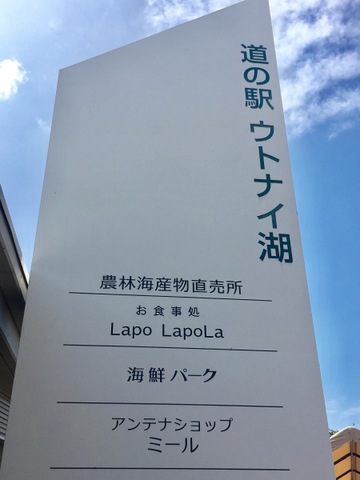 道の駅 ウトナイ湖
農林海産物直売所
お食事処
Lapo LapoLa
海鮮 パーク
アンテナショップ
ミール